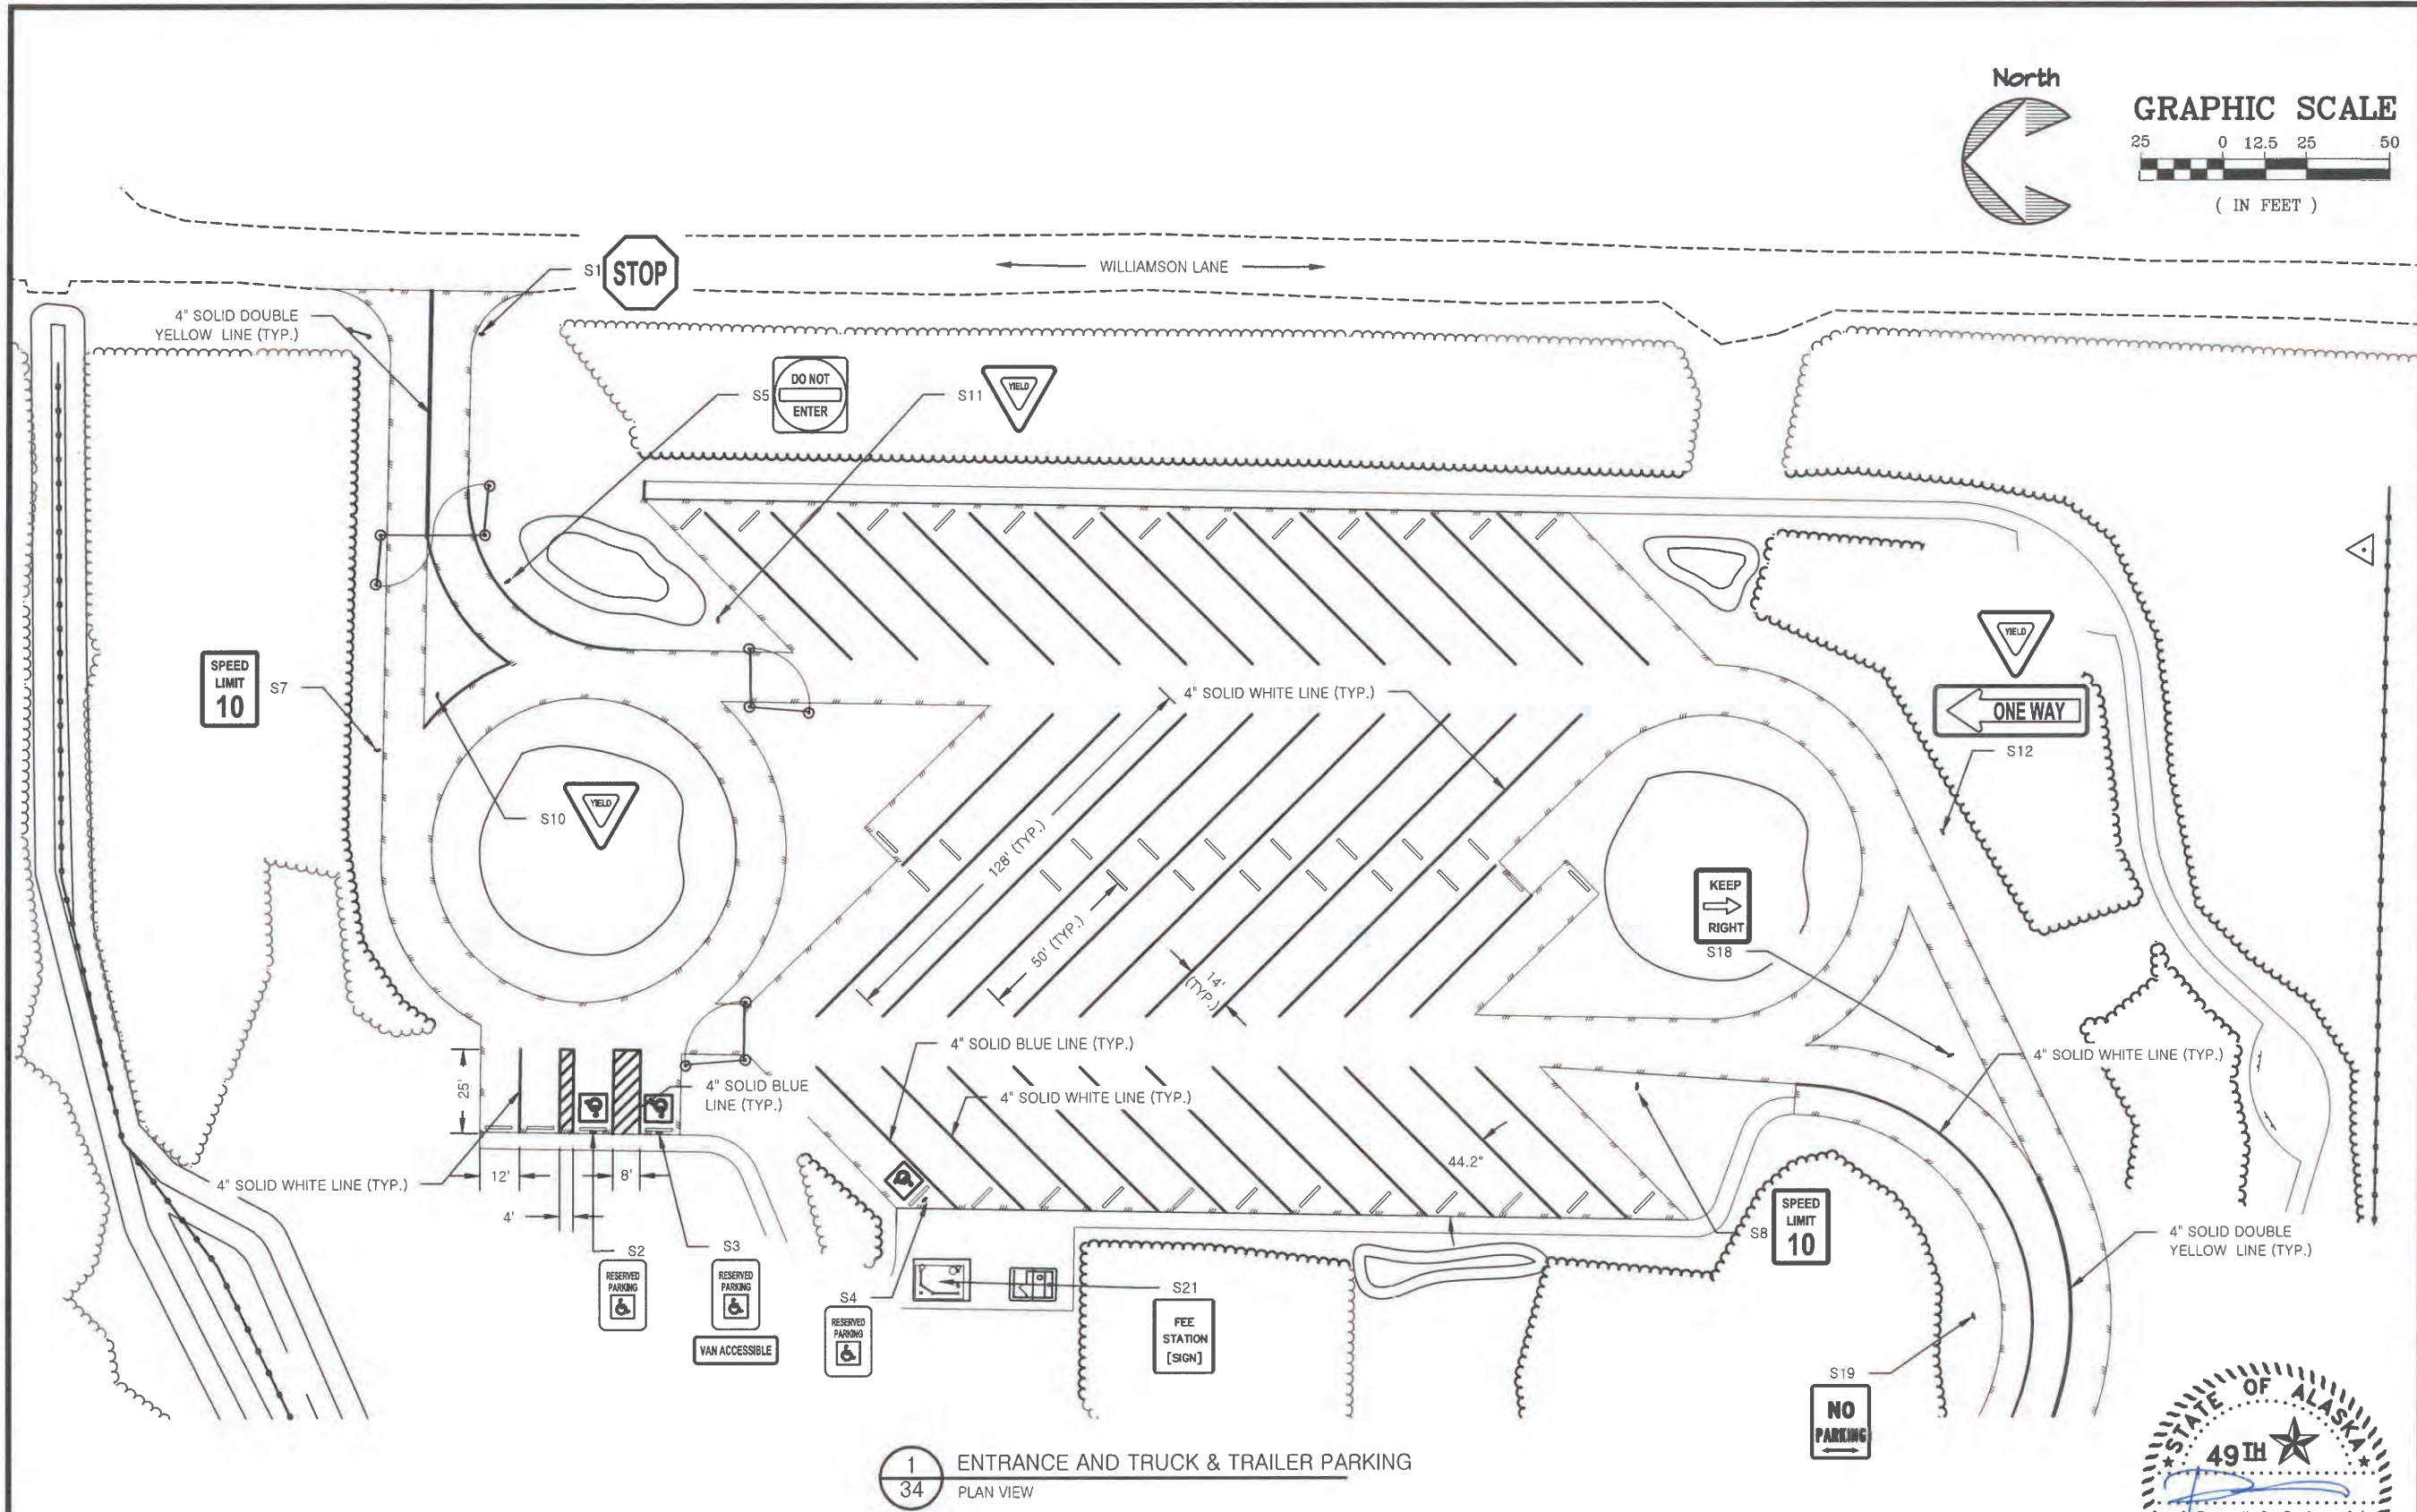 North
GRAPHIC SCALE
25 0 12.5 25 50
( IN FEET )
S1 STOP
WILLIAMSON LANE
4" SOLID DOUBLE
YELLOW LINE (TYP.)
S5
DO NOT
ENTER
S11
YIELD
SPEED
LIMIT
10
S7
4" SOLID WHITE LINE (TYP.)
YIELD
ONE WAY
S12
S10
YIELD
128' (TYP.)
50' (TYP.)
14'
(TYP.)
KEEP
RIGHT
S18
4" SOLID BLUE LINE (TYP.)
4" SOLID WHITE LINE (TYP.)
25'
4" SOLID BLUE
LINE (TYP.)
4" SOLID WHITE LINE (TYP.)
44.2°
4" SOLID WHITE LINE (TYP.)
12'
8'
4'
S2
RESERVED
PARKING
S3
RESERVED
PARKING
VAN ACCESSIBLE
S4
RESERVED
PARKING
S21
FEE
STATION
[SIGN]
S8
SPEED
LIMIT
10
4" SOLID DOUBLE
YELLOW LINE (TYP.)
S19
NO
PARKING
1
34
ENTRANCE AND TRUCK & TRAILER PARKING
PLAN VIEW
STATE OF ALASKA
49TH